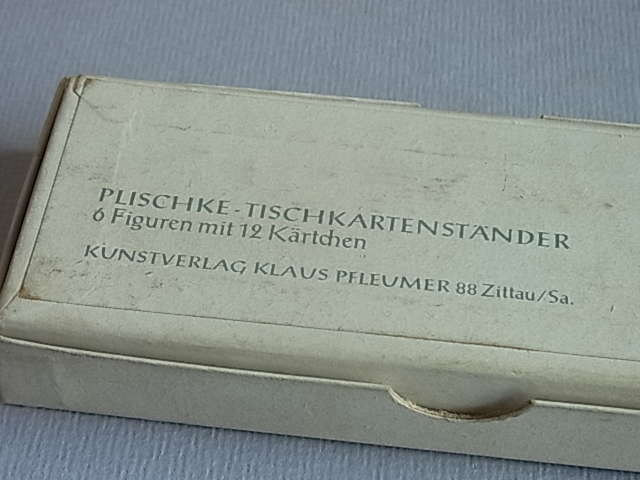 PLISCHKE-TISCHKARTENSTÄNDER
6 Figuren mit 12 Kärtchen
KUNSTVERLAG KLAUS PFLEUMER 88 Zittau/Sa.